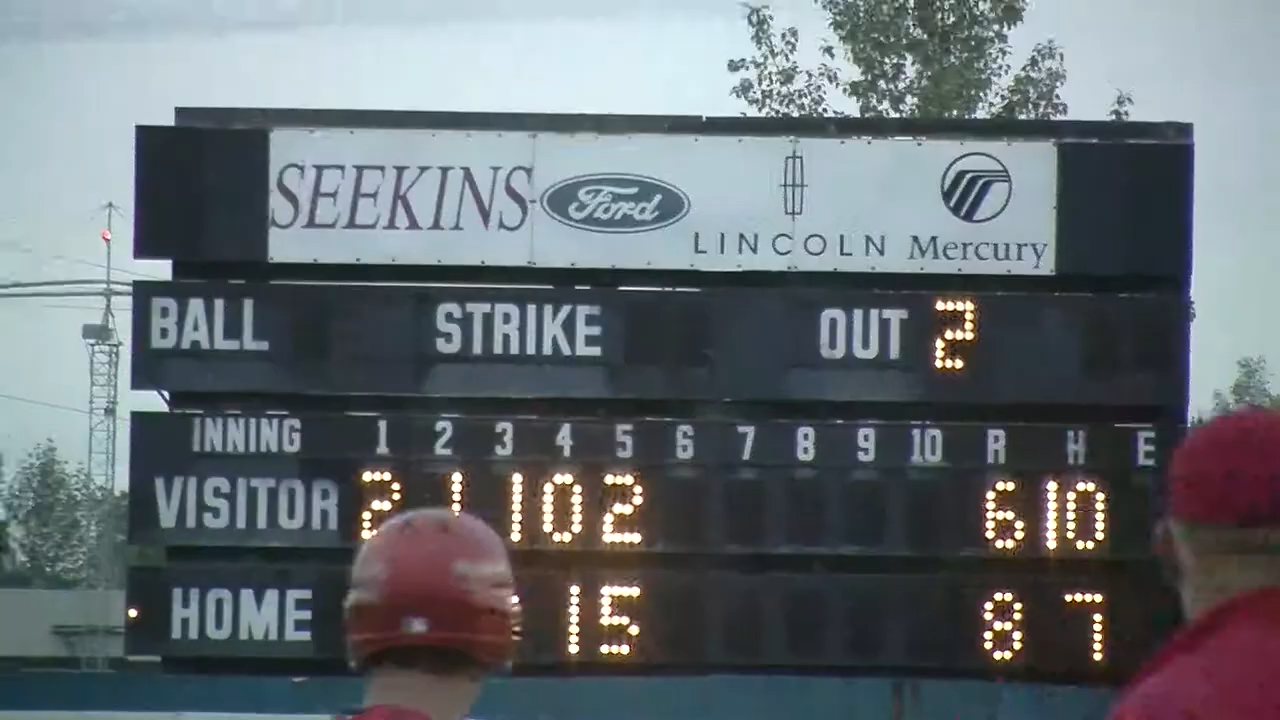 SEEKINS Ford LINCOLN Mercury
BALL STRIKE OUT 2
INNING 1 2 3 4 5 6 7 8 9 10 R H E
VISITOR 2 1 1 0 2 6 10
HOME 1 5 8 7